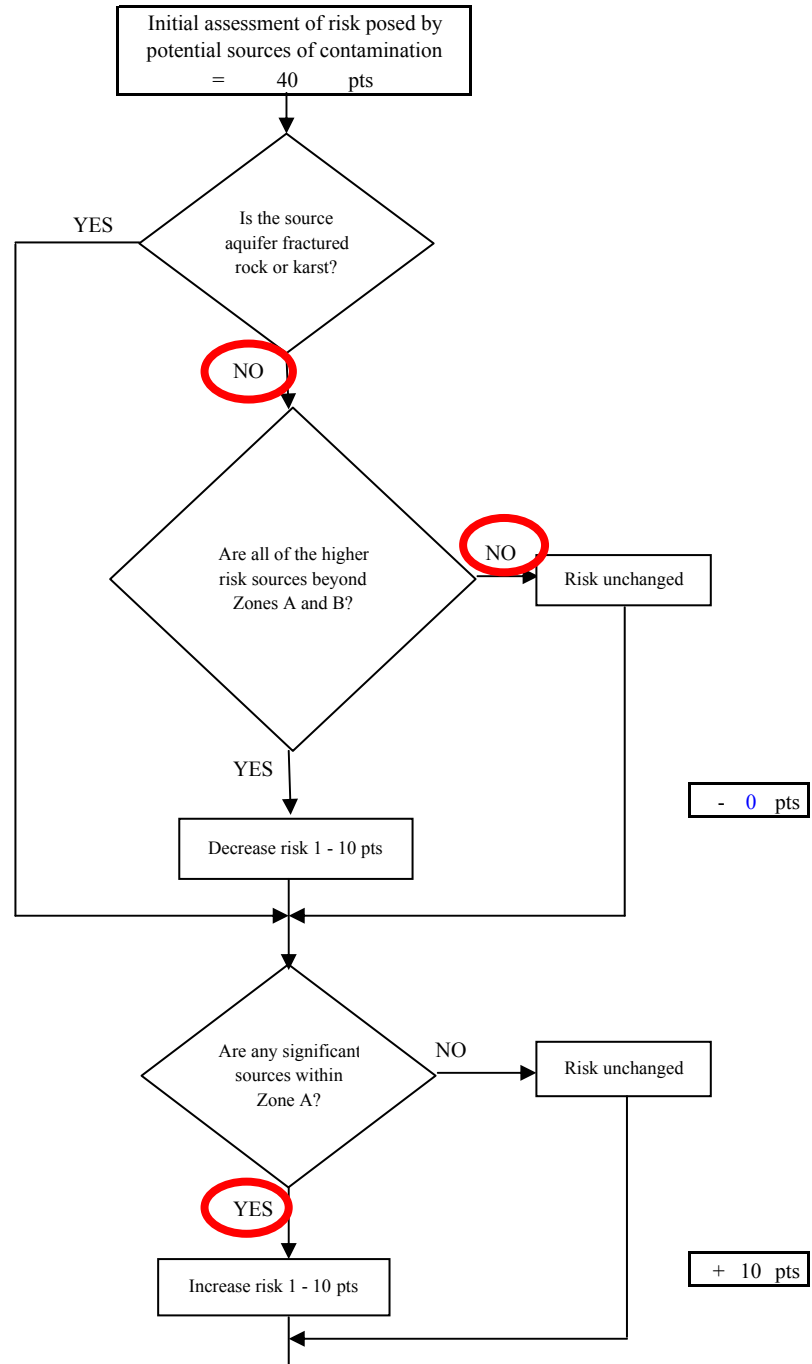 Initial assessment of risk posed by
potential sources of contamination
= 40 pts
YES
Is the source
aquifer fractured
rock or karst?
NO
Are all of the higher
risk sources beyond
Zones A and B?
NO
Risk unchanged
YES
- 0 pts
Decrease risk 1 - 10 pts
Are any significant
sources within
Zone A?
NO
Risk unchanged
YES
+ 10 pts
Increase risk 1 - 10 pts